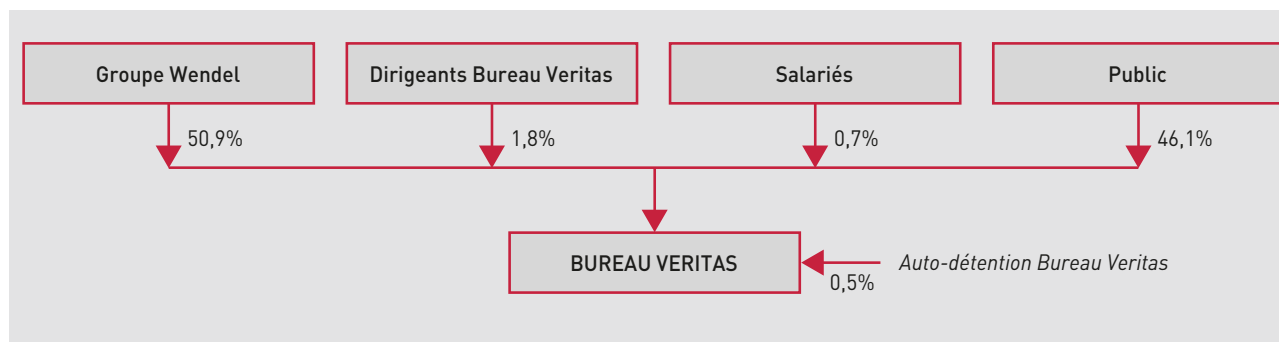 Groupe Wendel
Dirigeants Bureau Veritas
Salariés
Public
50,9%
1,8%
0,7%
46,1%
BUREAU VERITAS
Auto-détention Bureau Veritas
0,5%